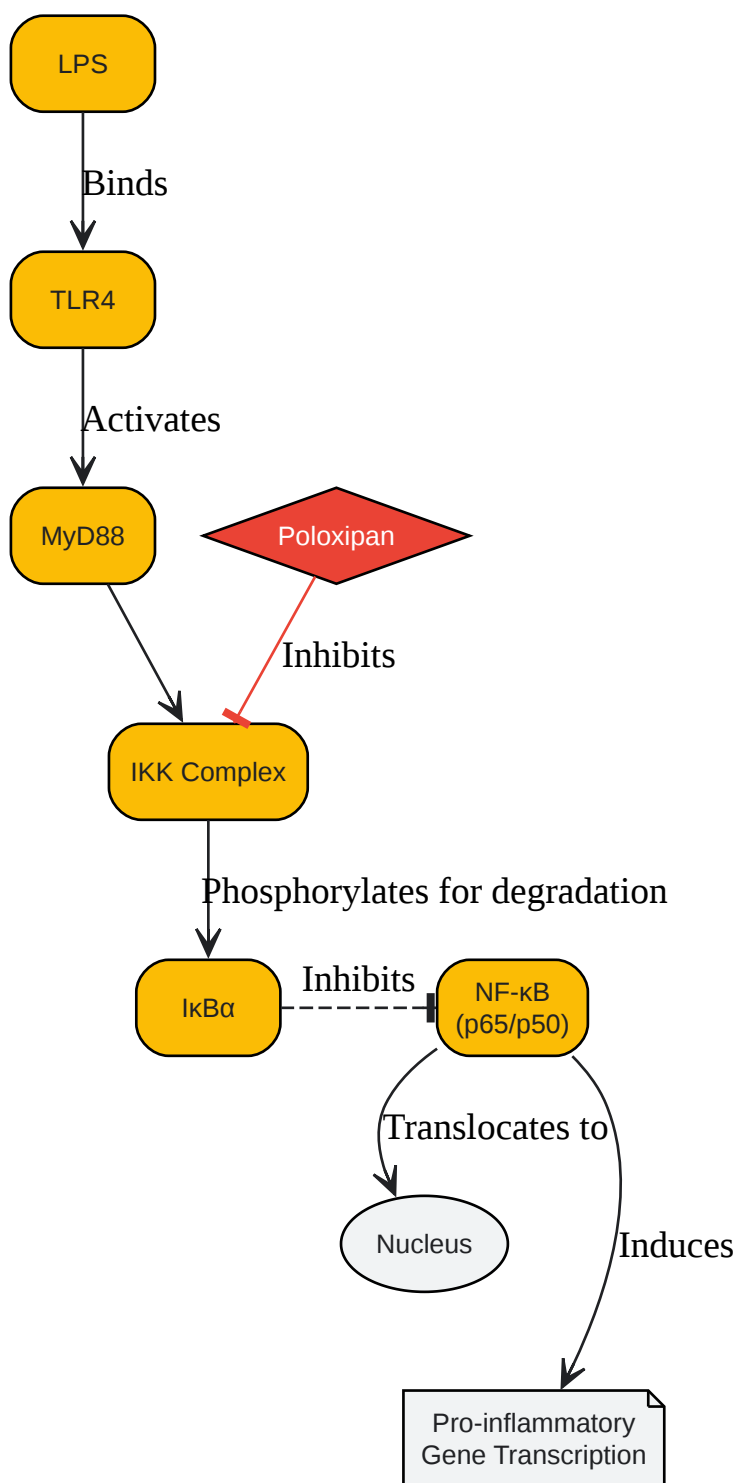 LPS
Binds
TLR4
Activates
MyD88
Poloxipan
Inhibits
IKK Complex
Phosphorylates for degradation
IκBα
Inhibits
NF-κB
(p65/p50)
Translocates to
Nucleus
Induces
Pro-inflammatory
Gene Transcription